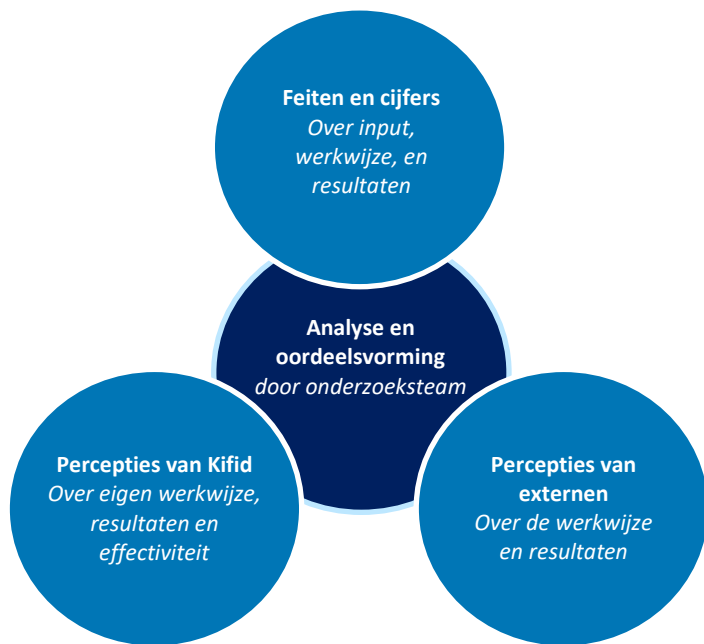 Feiten en cijfers
Over input,
werkwijze, en
resultaten
Analyse en
oordeelsvorming
door onderzoeksteam
Percepties van Kifid
Over eigen werkwijze,
resultaten en
effectiviteit
Percepties van
externen
Over de werkwijze
en resultaten